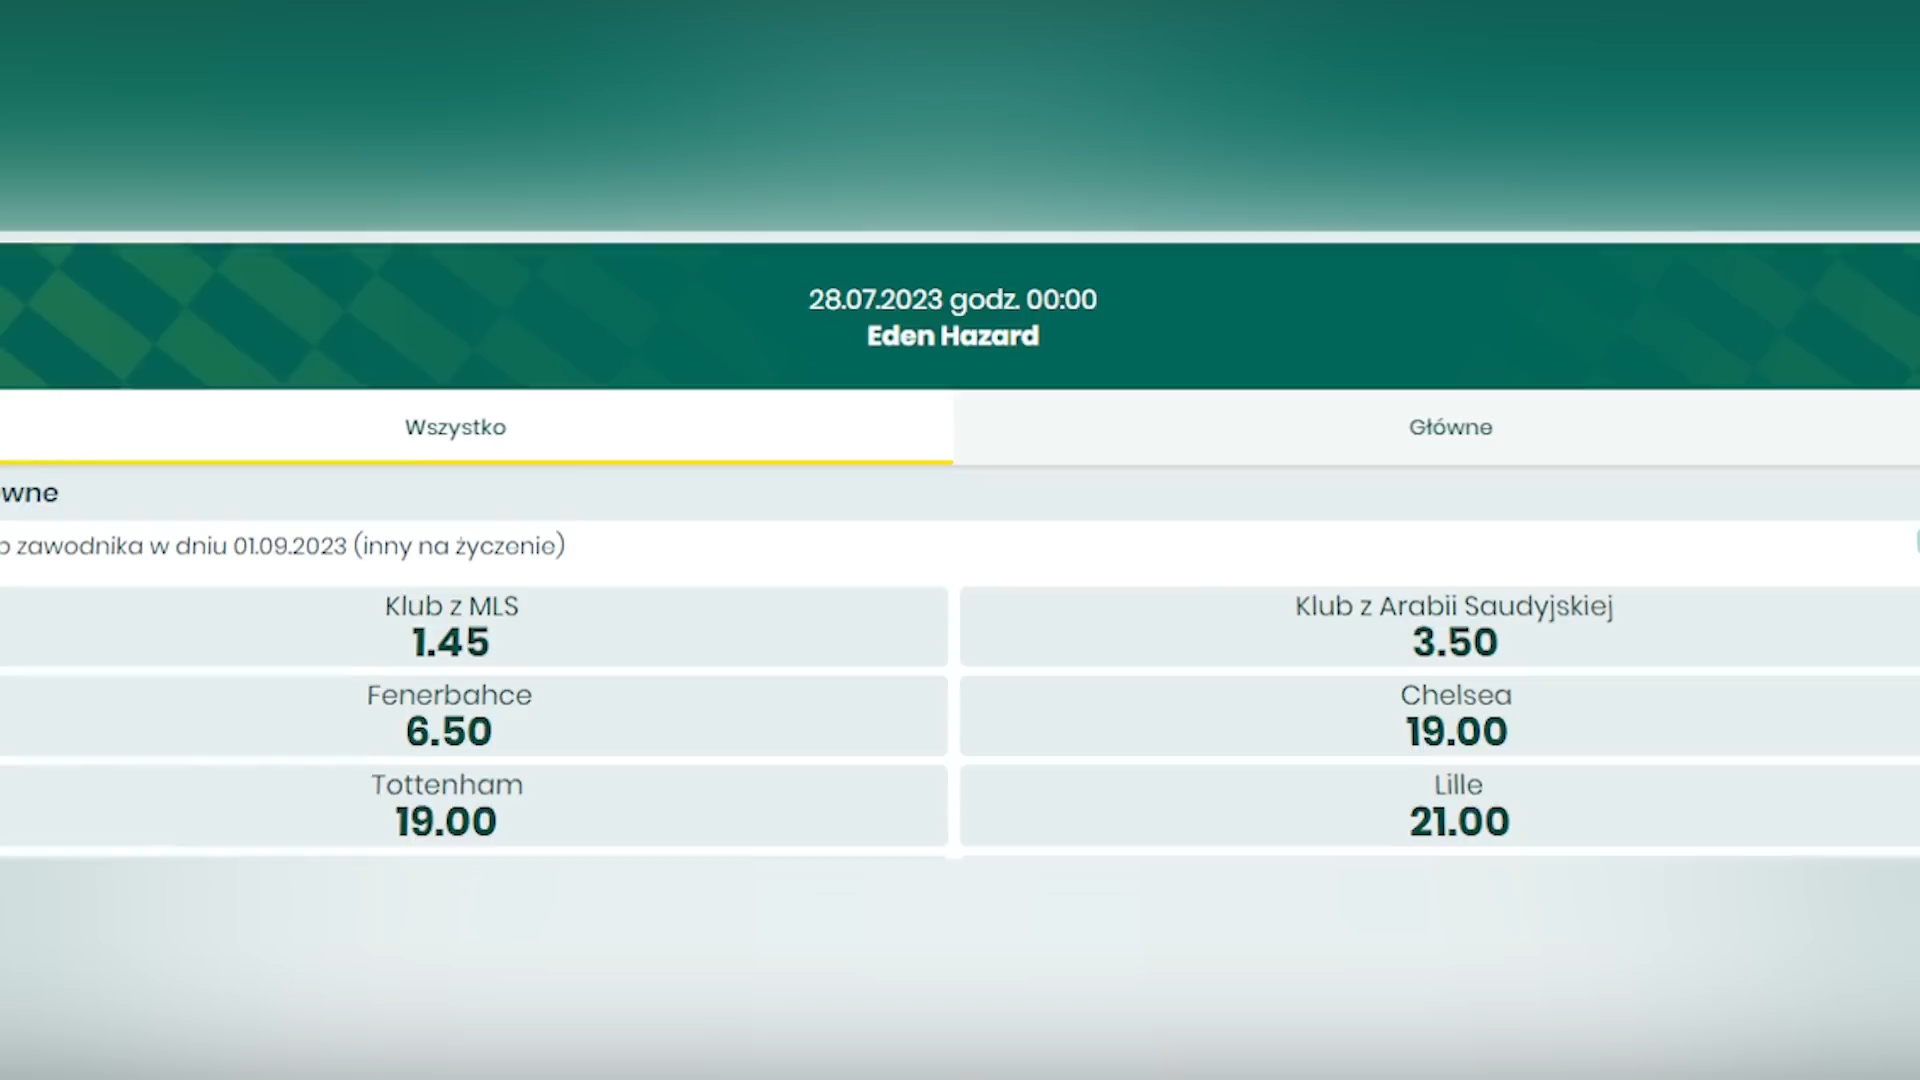 28.07.2023 godz. 00:00
Eden Hazard
Wszystko
Główne
wne
zawodnika w dniu 01.09.2023 (inny na życzenie)
Klub z MLS
1.45
Klub z Arabii Saudyjskiej
3.50
Fenerbahce
6.50
Chelsea
19.00
Tottenham
19.00
Lille
21.00